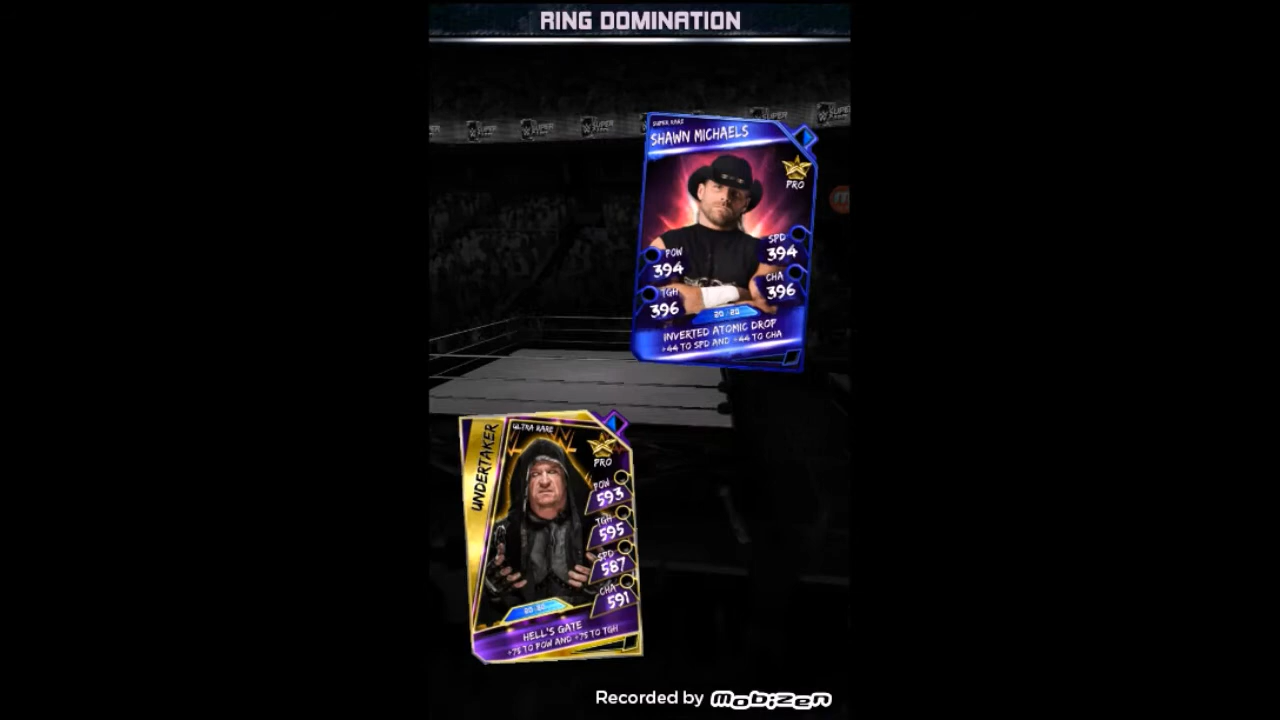 RING DOMINATION
SUPER RARE
SHAWN MICHAELS
PRO
POW
394
SPD
394
TGH
396
CHA
396
20/20
INVERTED ATOMIC DROP
+44 TO SPD AND +44 TO CHA
ULTRA RARE
UNDERTAKER
PRO
POW
593
TGH
595
SPD
587
CHA
591
HELL'S GATE
+75 TO POW AND +75 TO TGH
Recorded by Mobizen